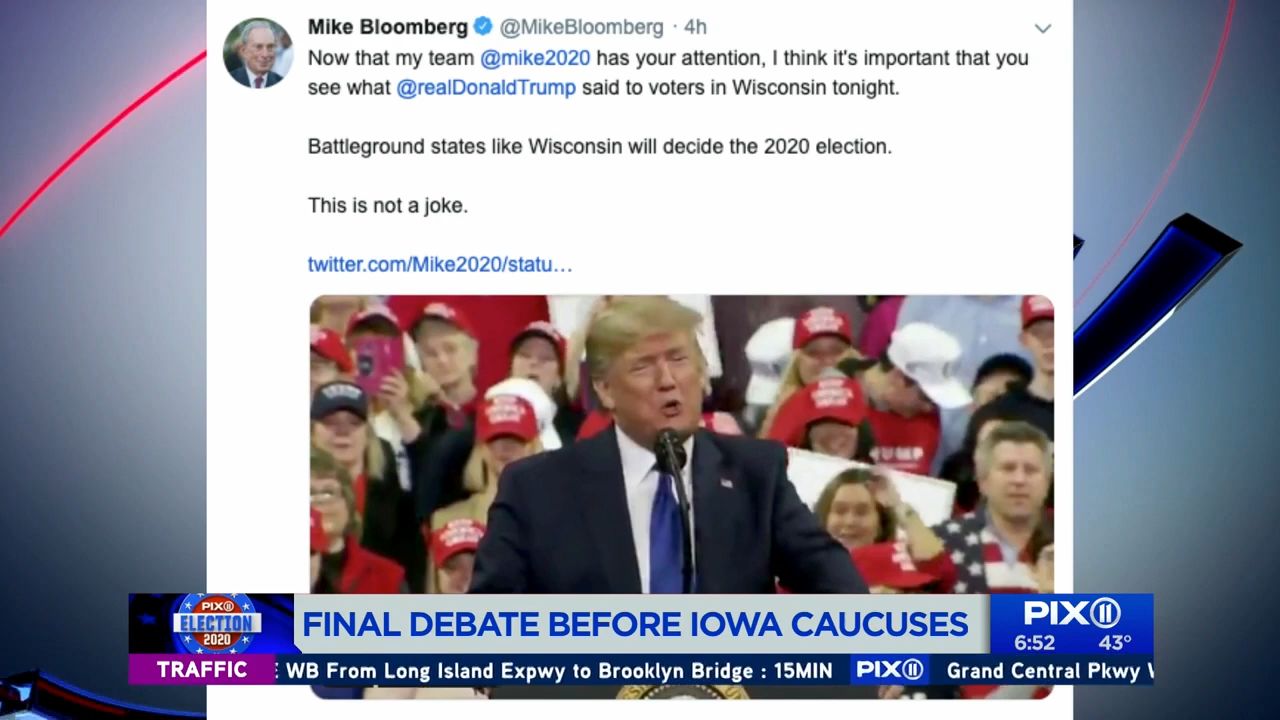 Mike Bloomberg @MikeBloomberg · 4h
Now that my team @mike2020 has your attention, I think it's important that you
see what @realDonaldTrump said to voters in Wisconsin tonight.
Battleground states like Wisconsin will decide the 2020 election.
This is not a joke.
twitter.com/Mike2020/statu…
PIX11
ELECTION
2020
FINAL DEBATE BEFORE IOWA CAUCUSES
PIX11
6:52 43°
TRAFFIC
WB From Long Island Expwy to Brooklyn Bridge : 15MIN PIX11 Grand Central Pkwy